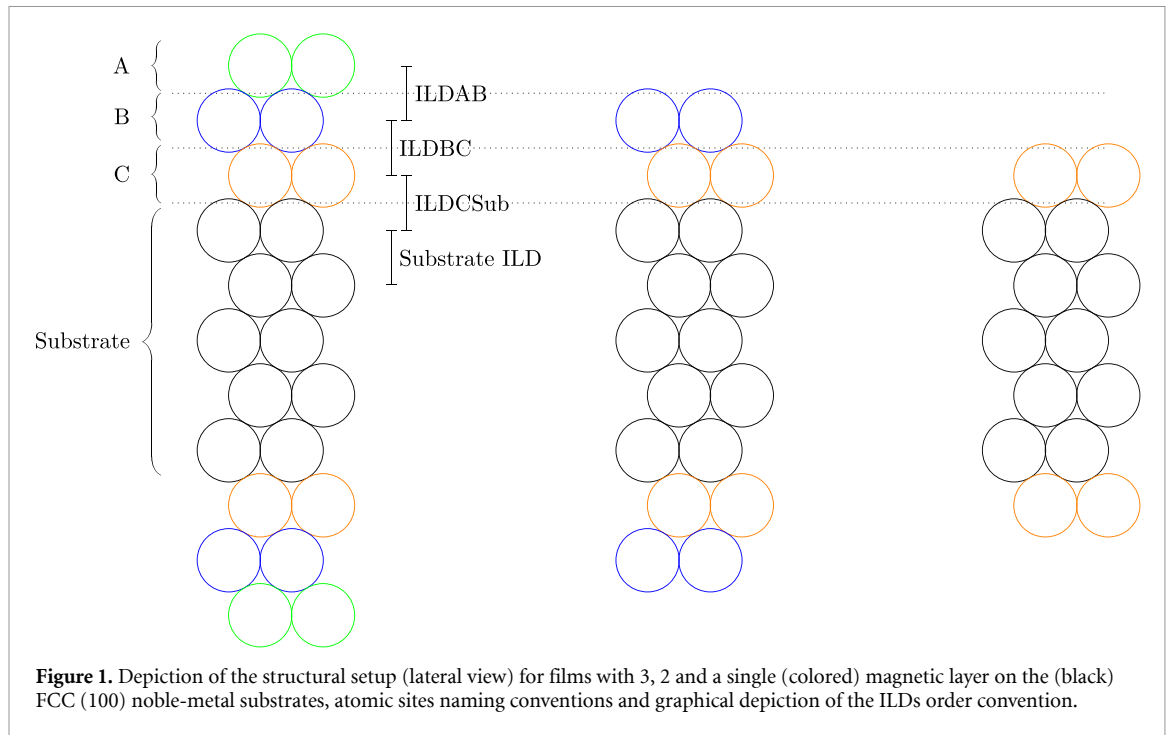 A
ILDAB
B
ILDBC
C
ILDCSub
Substrate ILD
Substrate
Figure 1. Depiction of the structural setup (lateral view) for films with 3, 2 and a single (colored) magnetic layer on the (black)
FCC (100) noble-metal substrates, atomic sites naming conventions and graphical depiction of the ILDs order convention.